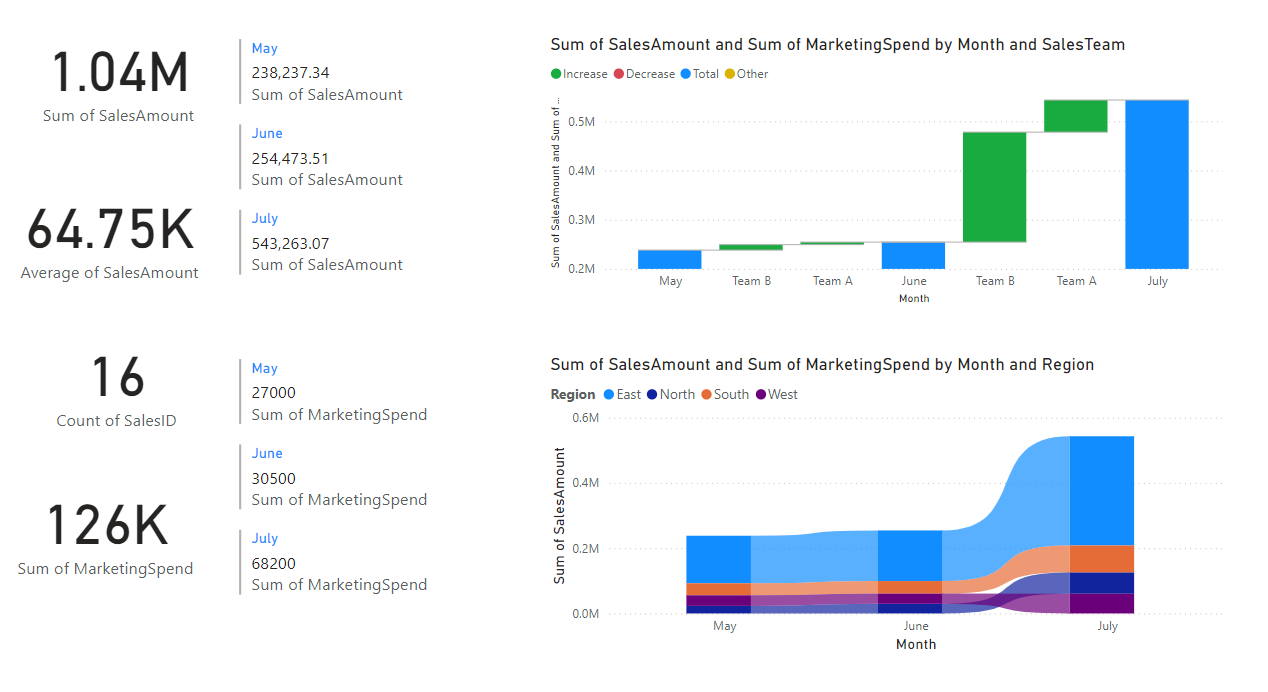 1.04M
Sum of SalesAmount
May
238,237.34
Sum of SalesAmount
June
254,473.51
Sum of SalesAmount
64.75K
Average of SalesAmount
July
543,263.07
Sum of SalesAmount
16
Count of SalesID
May
27000
Sum of MarketingSpend
June
30500
Sum of MarketingSpend
126K
Sum of MarketingSpend
July
68200
Sum of MarketingSpend
Sum of SalesAmount and Sum of MarketingSpend by Month and SalesTeam
Increase Decrease Total Other
Sum of SalesAmount and Sum of ...
0.5M
0.4M
0.3M
0.2M
May Team B Team A June Team B Team A July
Month
Sum of SalesAmount and Sum of MarketingSpend by Month and Region
Region East North South West
Sum of SalesAmount
0.6M
0.4M
0.2M
0.0M
May June July
Month